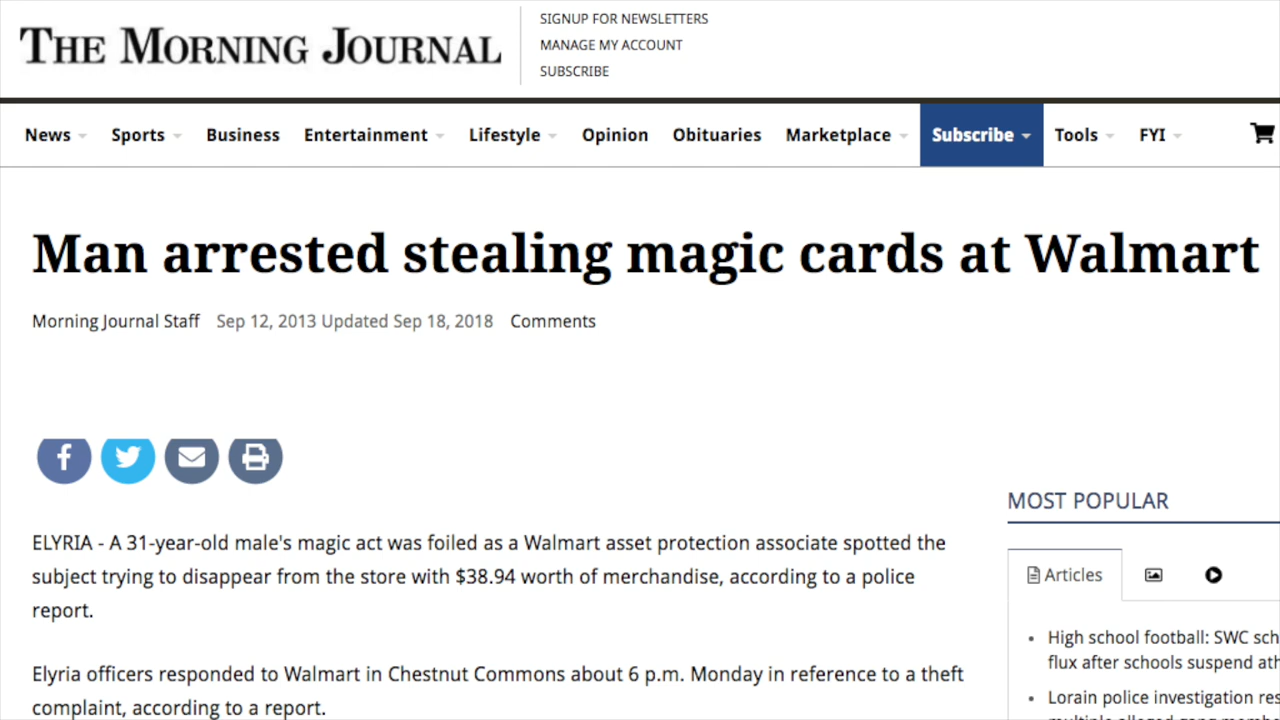 THE MORNING JOURNAL
SIGNUP FOR NEWSLETTERS
MANAGE MY ACCOUNT
SUBSCRIBE
News Sports Business Entertainment Lifestyle Opinion Obituaries Marketplace Subscribe Tools FYI
Man arrested stealing magic cards at Walmart
Morning Journal Staff Sep 12, 2013 Updated Sep 18, 2018 Comments
ELYRIA - A 31-year-old male's magic act was foiled as a Walmart asset protection associate spotted the
subject trying to disappear from the store with $38.94 worth of merchandise, according to a police
report.
Elyria officers responded to Walmart in Chestnut Commons about 6 p.m. Monday in reference to a theft
complaint, according to a report.
MOST POPULAR
Articles
High school football: SWC sch
flux after schools suspend ath
Lorain police investigation res